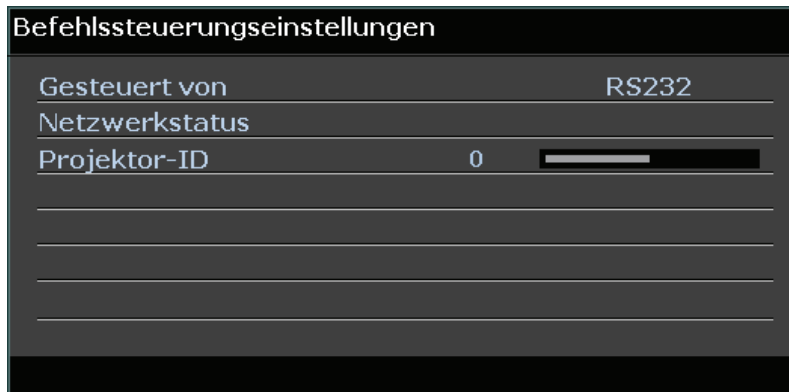 Befehlssteuerungseinstellungen
Gesteuert von RS232
Netzwerkstatus
Projektor-ID 0